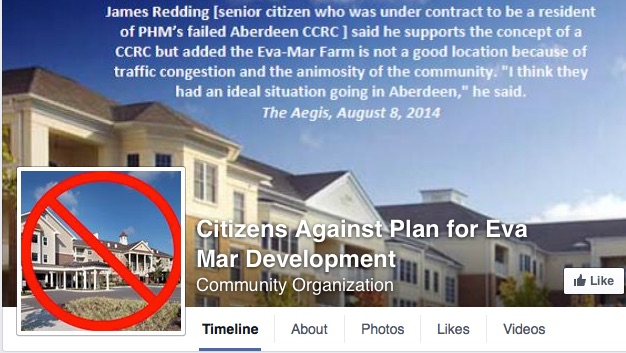 James Redding [senior citizen who was under contract to be a resident
of PHM's failed Aberdeen CCRC ] said he supports the concept of a
CCRC but added the Eva-Mar Farm is not a good location because of
traffic congestion and the animosity of the community. "I think they
had an ideal situation going in Aberdeen," he said.
The Aegis, August 8, 2014
Citizens Against Plan for Eva
Mar Development
Community Organization
Like
Timeline About Photos Likes Videos